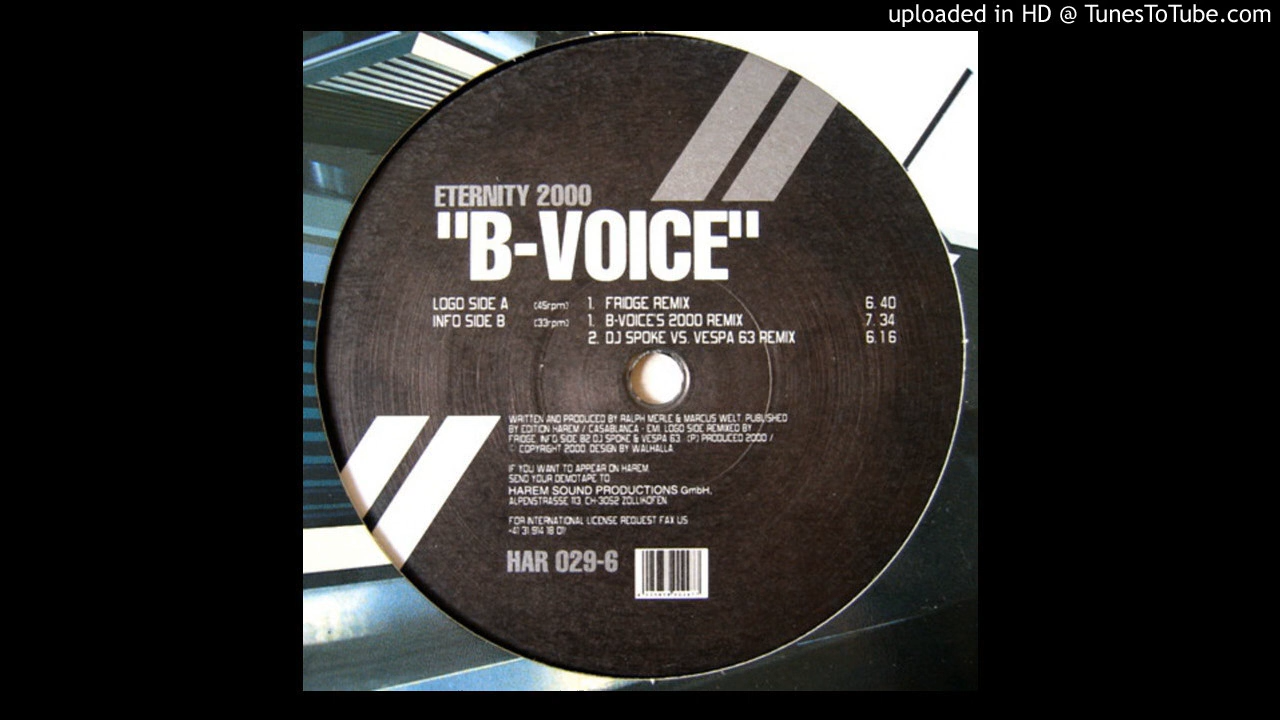 uploaded in HD @ TunesToTube.com
ETERNITY 2000
"B-VOICE"
LOGO SIDE A (45rpm) 1. FRIDGE REMIX 6.40
INFO SIDE B (33rpm) 1. B-VOICE'S 2000 REMIX 7.34
2. DJ SPOKE VS. VESPA 63 REMIX 6.16
WRITTEN AND PRODUCED BY RALPH MERLE & MARCUS WELT. PUBLISHED
BY EDITION HAREM / CASABLANCA - EMI. LOGO SIDE REMIXED BY
FRIDGE, INFO SIDE B2 DJ SPOKE & VESPA 63. (P) PRODUCED 2000 /
© COPYRIGHT 2000. DESIGN BY WALHALLA.
IF YOU WANT TO APPEAR ON HAREM,
SEND YOUR DEMOTAPE TO:
HAREM SOUND PRODUCTIONS GmbH,
ALPENSTRASSE 113, CH-3052 ZOLLIKOFEN.
FOR INTERNATIONAL LICENSE REQUEST FAX US:
+41 31 914 18 01!
HAR 029-6